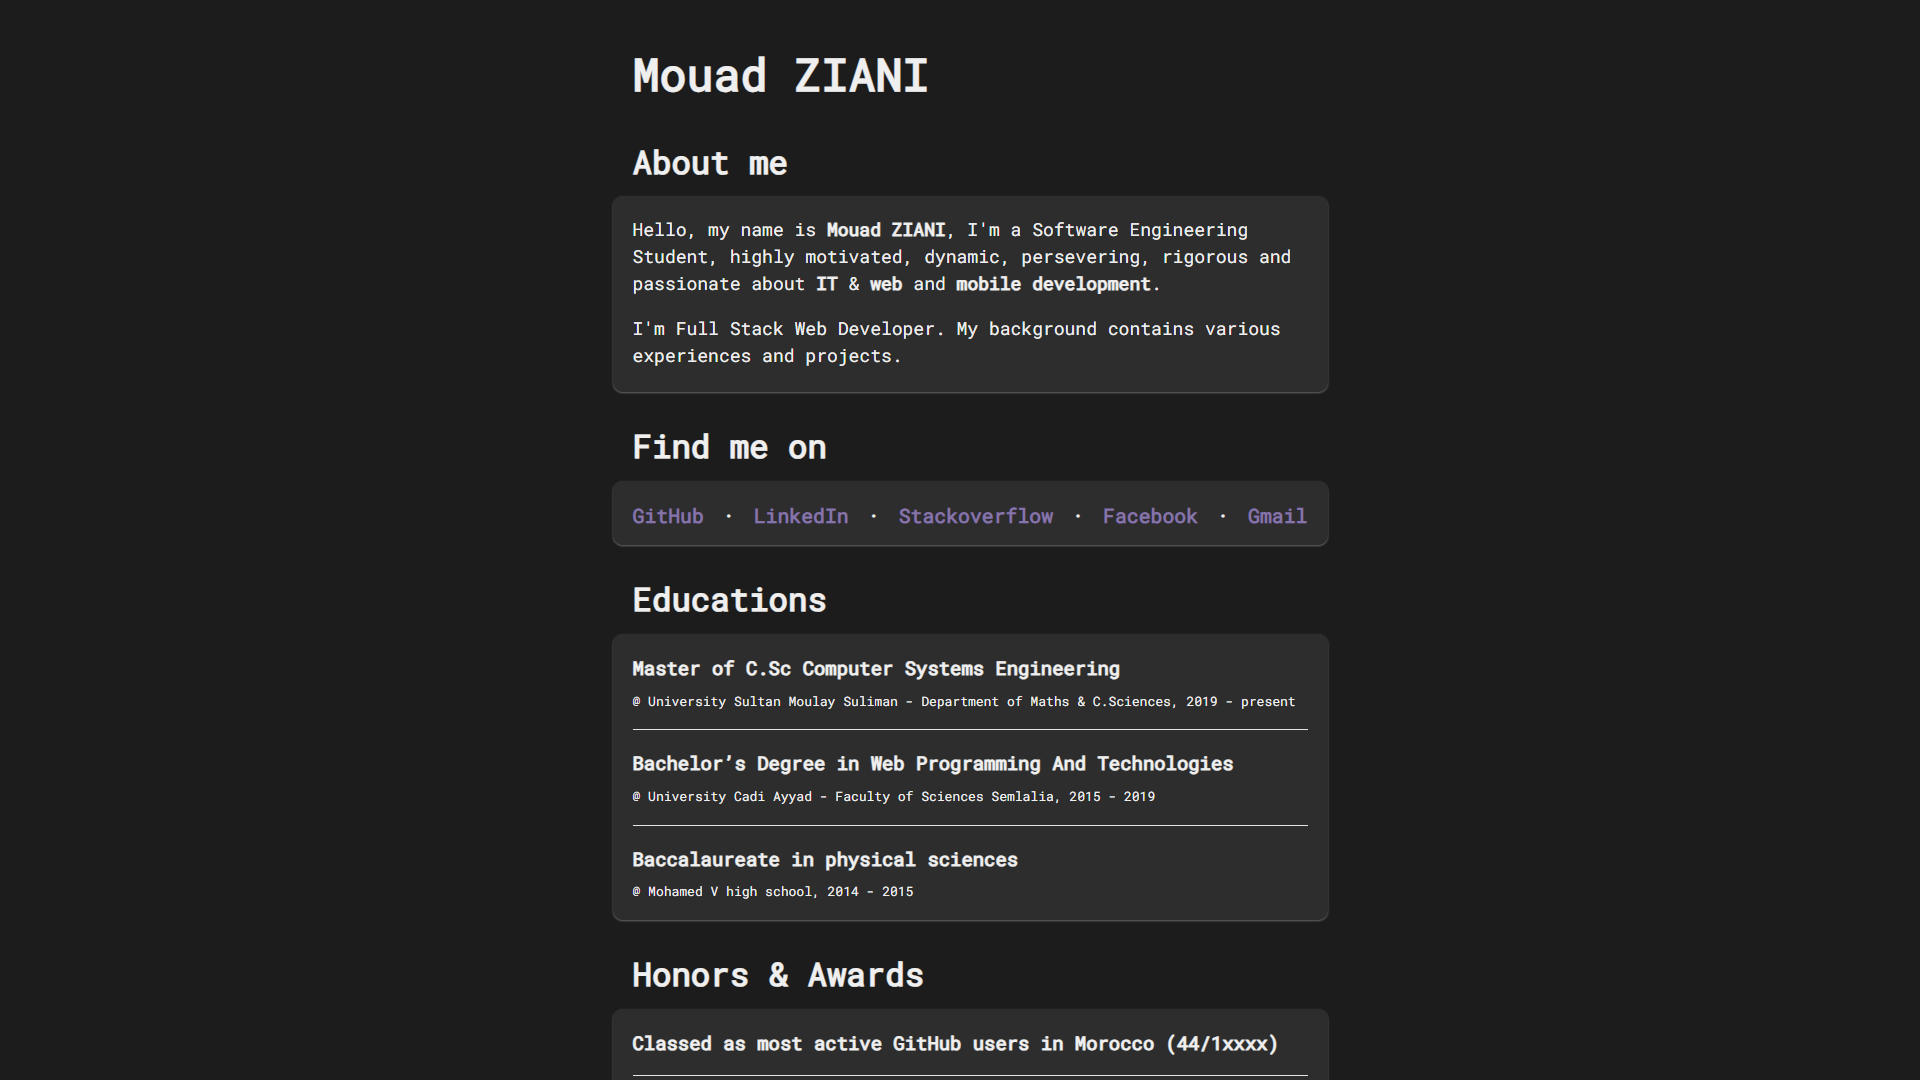 Mouad ZIANI
About me
Hello, my name is Mouad ZIANI, I'm a Software Engineering
Student, highly motivated, dynamic, persevering, rigorous and
passionate about IT & web and mobile development.
I'm Full Stack Web Developer. My background contains various
experiences and projects.
Find me on
GitHub · LinkedIn · Stackoverflow · Facebook · Gmail
Educations
Master of C.Sc Computer Systems Engineering
@ University Sultan Moulay Suliman - Department of Maths & C.Sciences, 2019 - present
Bachelor’s Degree in Web Programming And Technologies
@ University Cadi Ayyad - Faculty of Sciences Semlalia, 2015 - 2019
Baccalaureate in physical sciences
@ Mohamed V high school, 2014 - 2015
Honors & Awards
Classed as most active GitHub users in Morocco (44/1xxxx)